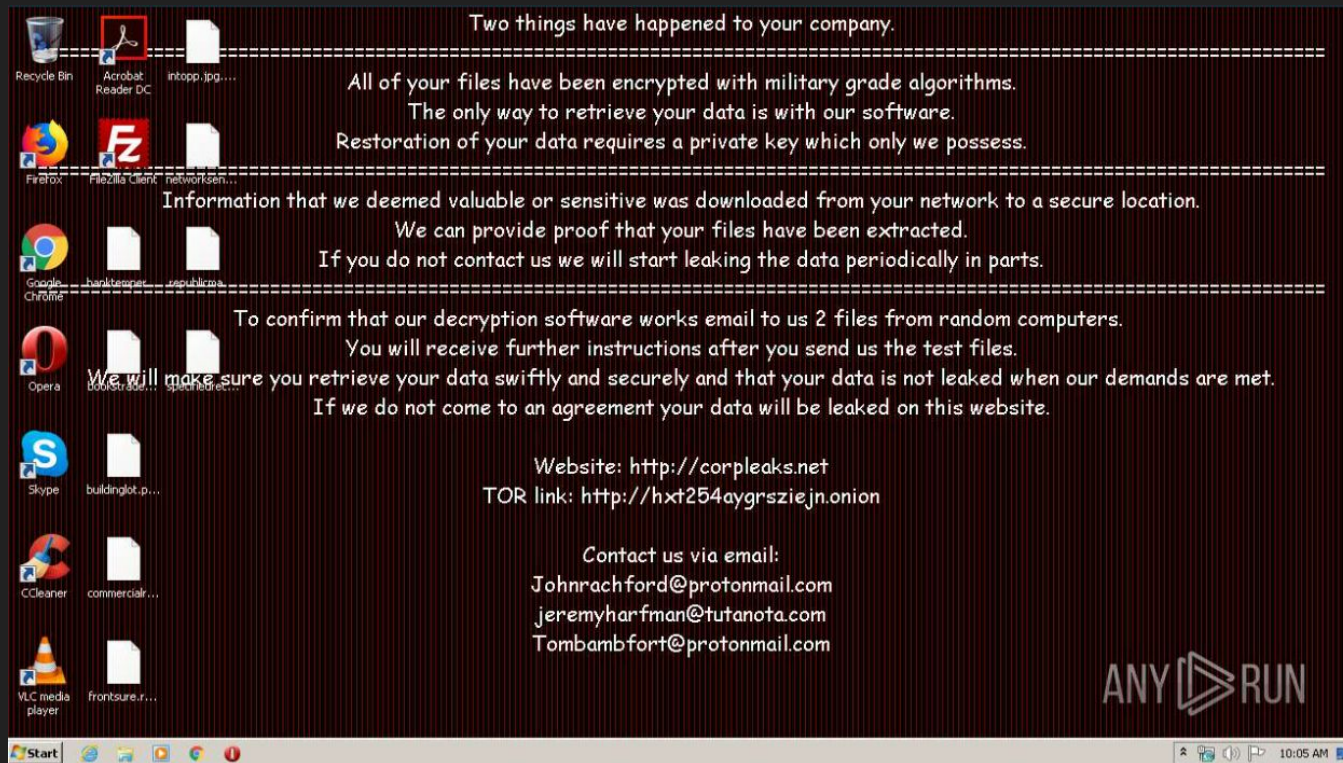 Two things have happened to your company.
==================================================
All of your files have been encrypted with military grade algorithms.
The only way to retrieve your data is with our software.
Restoration of your data requires a private key which only we possess.
==================================================
Information that we deemed valuable or sensitive was downloaded from your network to a secure location.
We can provide proof that your files have been extracted.
If you do not contact us we will start leaking the data periodically in parts.
==================================================
To confirm that our decryption software works email to us 2 files from random computers.
You will receive further instructions after you send us the test files.
We will make sure you retrieve your data swiftly and securely and that your data is not leaked when our demands are met.
If we do not come to an agreement your data will be leaked on this website.
Website: http://corpleaks.net
TOR link: http://hxt254aygrsziejn.onion
Contact us via email:
Johnrachford@protonmail.com
jeremyharfman@tutanota.com
Tombambfort@protonmail.com
Recycle Bin
Acrobat Reader DC
intopp.jpg....
Firefox
FileZilla Client
networksen...
Google Chrome
banktemper...
republicma...
Opera
bookstrade...
specifiedret...
Skype
buildinglot.p...
CCleaner
commercialr...
VLC media player
frontsure.r...
ANY RUN
Start
10:05 AM